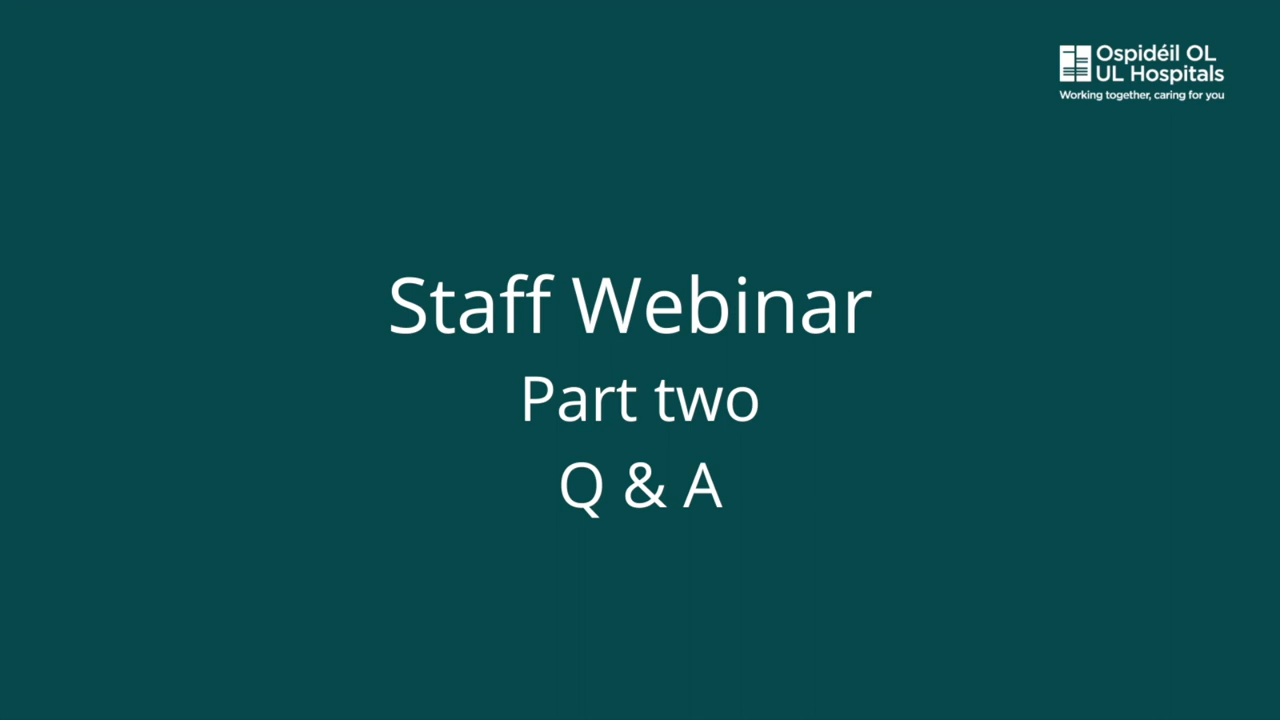 Ospidéil OL
UL Hospitals
Working together, caring for you
Staff Webinar
Part two
Q & A